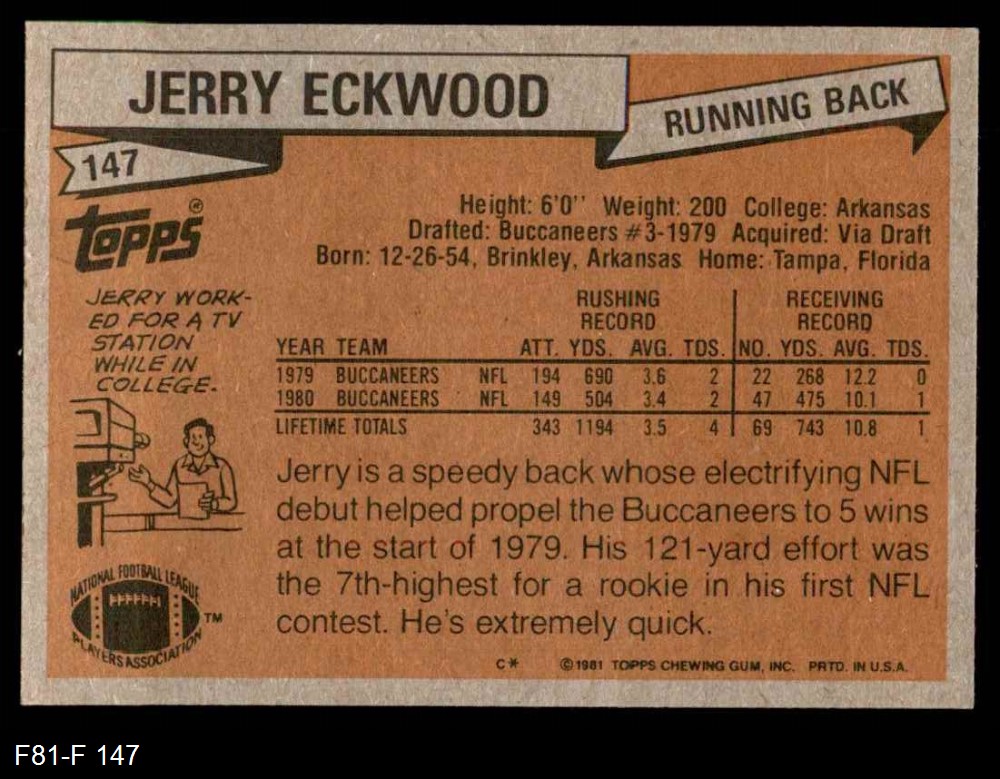 JERRY ECKWOOD
RUNNING BACK
147
Topps®
Height: 6'0'' Weight: 200 College: Arkansas
Drafted: Buccaneers #3-1979 Acquired: Via Draft
Born: 12-26-54, Brinkley, Arkansas Home: Tampa, Florida
JERRY WORK-
ED FOR A TV
STATION
WHILE IN
COLLEGE.
RUSHING RECORD RECEIVING RECORD
YEAR TEAM ATT. YDS. AVG. TDS. NO. YDS. AVG. TDS.
1979 BUCCANEERS NFL 194 690 3.6 2 22 268 12.2 0
1980 BUCCANEERS NFL 149 504 3.4 2 47 475 10.1 1
LIFETIME TOTALS 343 1194 3.5 4 69 743 10.8 1
Jerry is a speedy back whose electrifying NFL
debut helped propel the Buccaneers to 5 wins
at the start of 1979. His 121-yard effort was
the 7th-highest for a rookie in his first NFL
contest. He's extremely quick.
NATIONAL FOOTBALL LEAGUE
PLAYERS ASSOCIATION
TM
C* ©1981 TOPPS CHEWING GUM, INC. PRTD. IN U.S.A.
F81-F 147